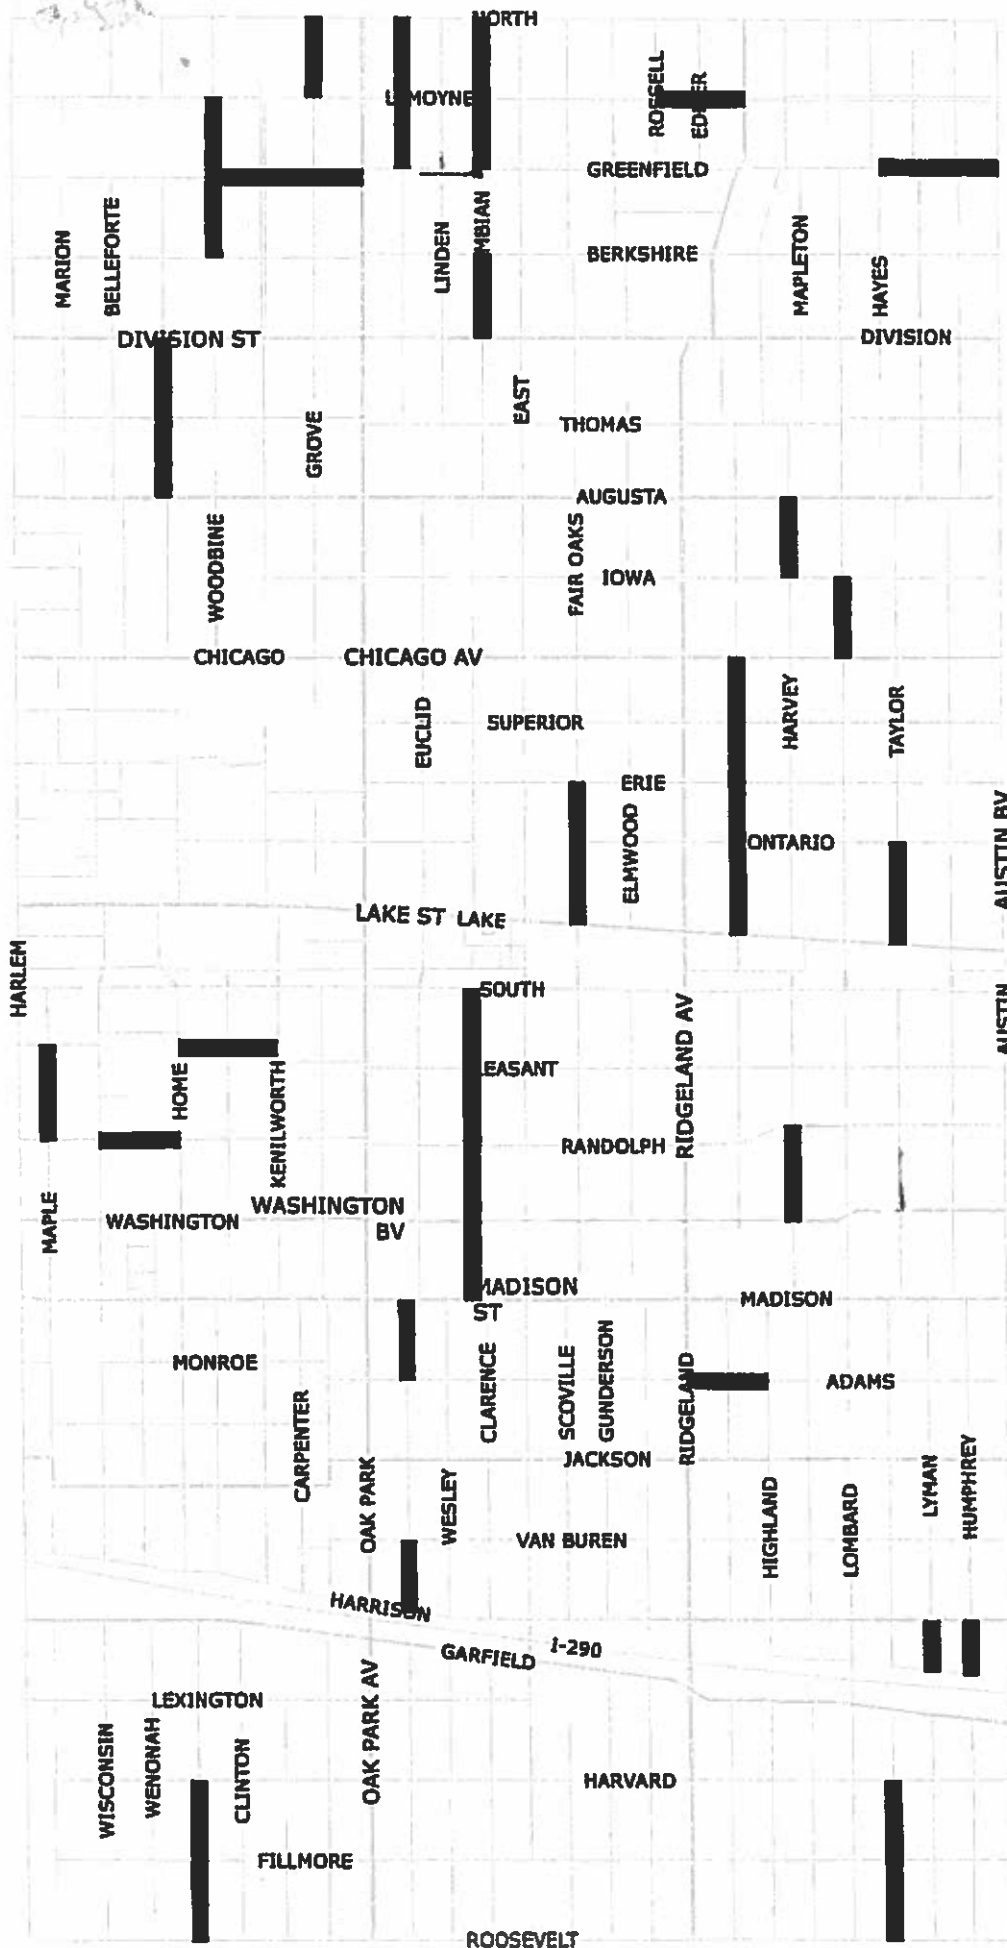 NORTH
ROSSELL
GREENFIELD
MARION
BELLEFORTE
LINDEN
MBIAN
BERKSHIRE
MAPLETON
HAYES
DIVISION ST
DIVISION
GROVE
EAST
THOMAS
AUGUSTA
WOODBINE
FAIR OAKS
IOWA
CHICAGO
CHICAGO AV
EUCLID
SUPERIOR
HARVEY
TAYLOR
ERIE
ELMWOOD
ONTARIO
AUSTIN BV
LAKE ST
LAKE
HARLEM
SOUTH
RIDGELAND AV
AUSTIN
HOME
KENILWORTH
LEASANT
RANDOLPH
MAPLE
WASHINGTON
WASHINGTON
BV
MADISON
ST
MADISON
MONROE
CARPENTER
CLARENCE
SCOVILLE
GUNDERSON
RIDGELAND
ADAMS
JACKSON
OAK PARK
WESLEY
VAN BUREN
HIGHLAND
LOMBARD
LYMAN
HUMPHREY
HARRISON
GARFIELD
I-290
LEXINGTON
OAK PARK AV
WISCONSIN
WENONAH
CLINTON
HARVARD
FILLMORE
ROOSEVELT